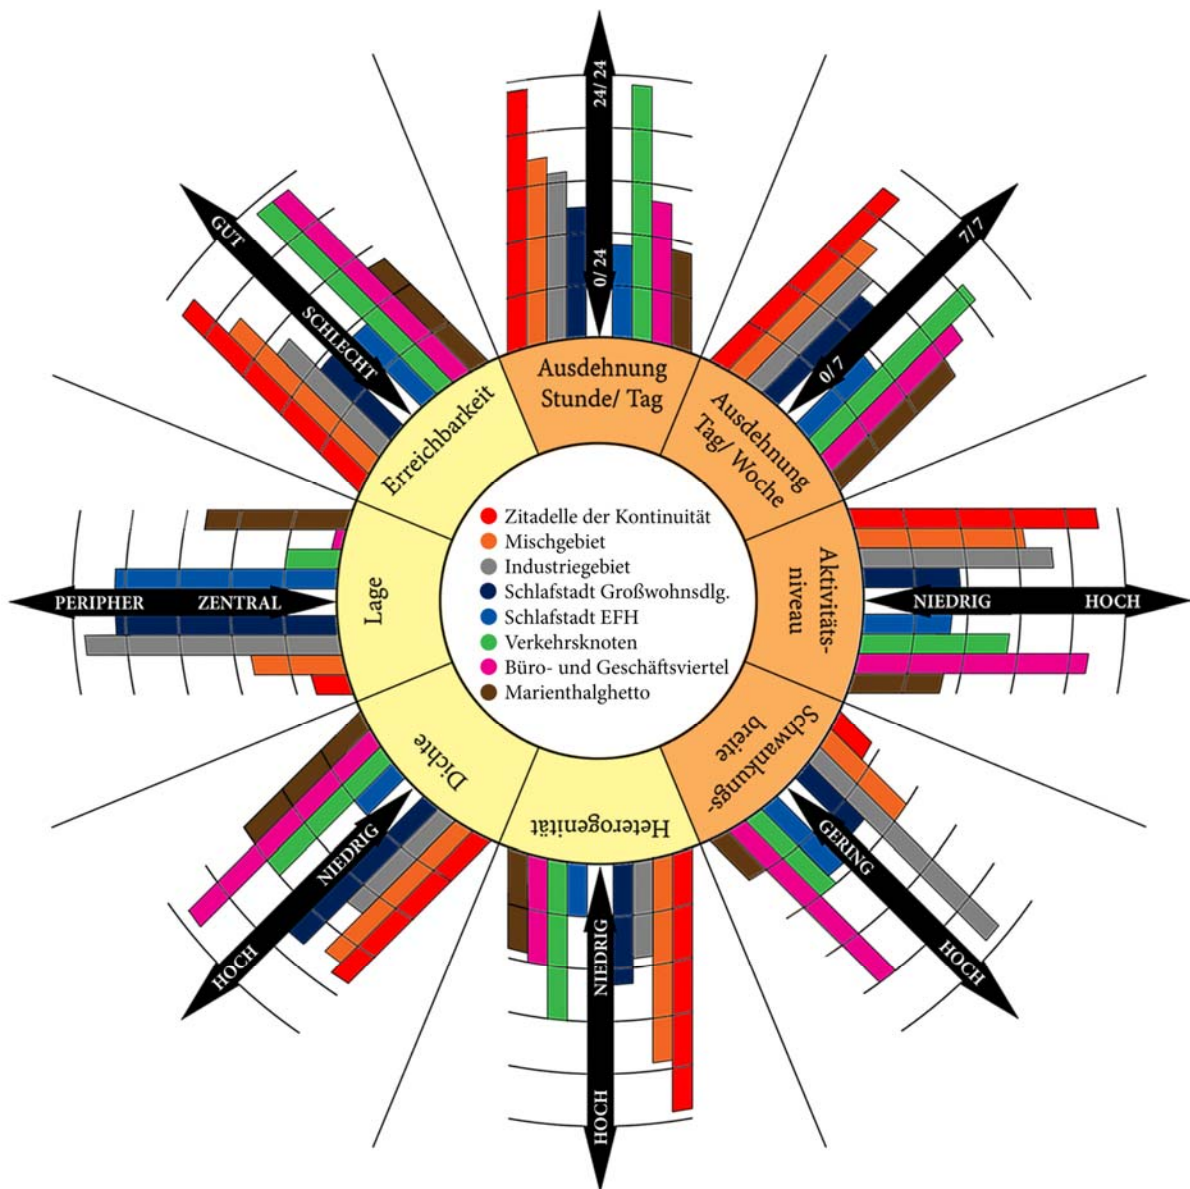 24/ 24
0/ 24
Ausdehnung
Stunde/ Tag
7/ 7
0/ 7
Ausdehnung
Tag/ Woche
Aktivitäts-
niveau
NIEDRIG
HOCH
Schwankungs-
breite
GERING
HOCH
Heterogenität
NIEDRIG
HOCH
Dichte
NIEDRIG
HOCH
Lage
PERIPHER
ZENTRAL
Erreichbarkeit
GUT
SCHLECHT
Zitadelle der Kontinuität
Mischgebiet
Industriegebiet
Schlafstadt Großwohnsdlg.
Schlafstadt EFH
Verkehrsknoten
Büro- und Geschäftsviertel
Marienthalghetto